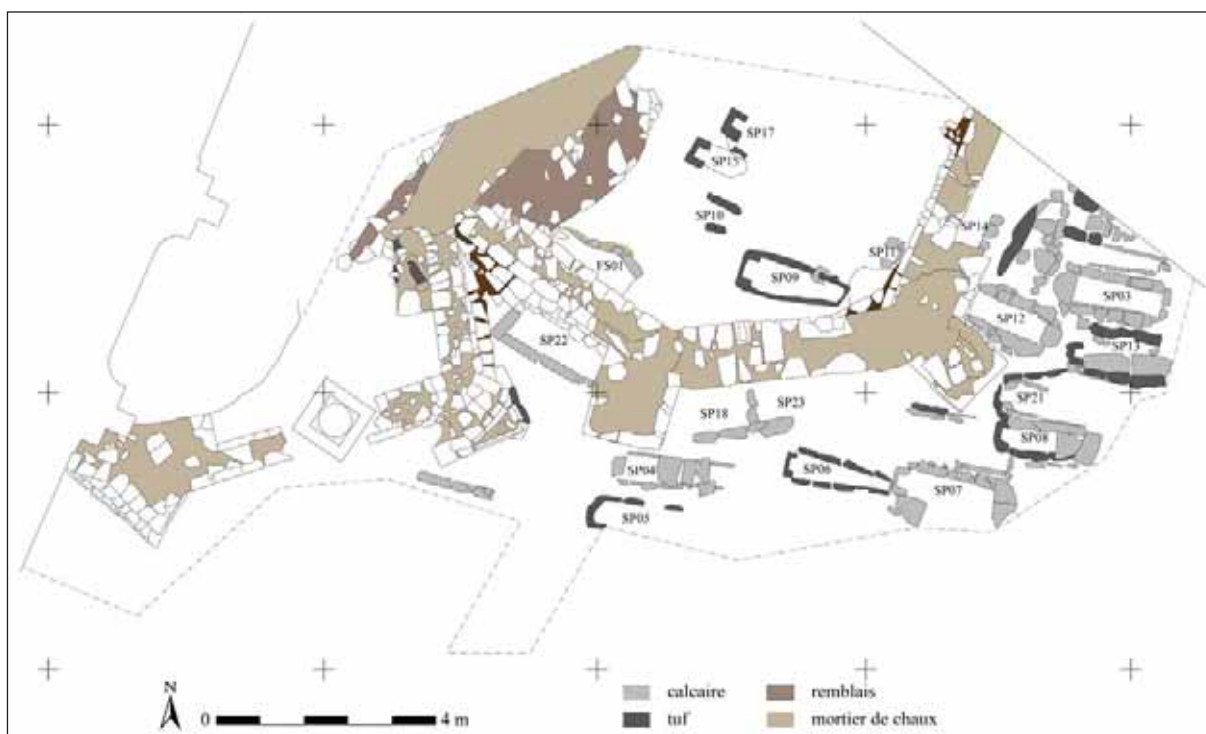 SP17
SP15
SP10
SP14
SP11
FS01
SP09
SP03
SP12
SP22
SP13
SP21
SP18
SP23
SP08
SP04
SP06
SP07
SP05
N
0
4 m
calcaire
remblais
tuf
mortier de chaux